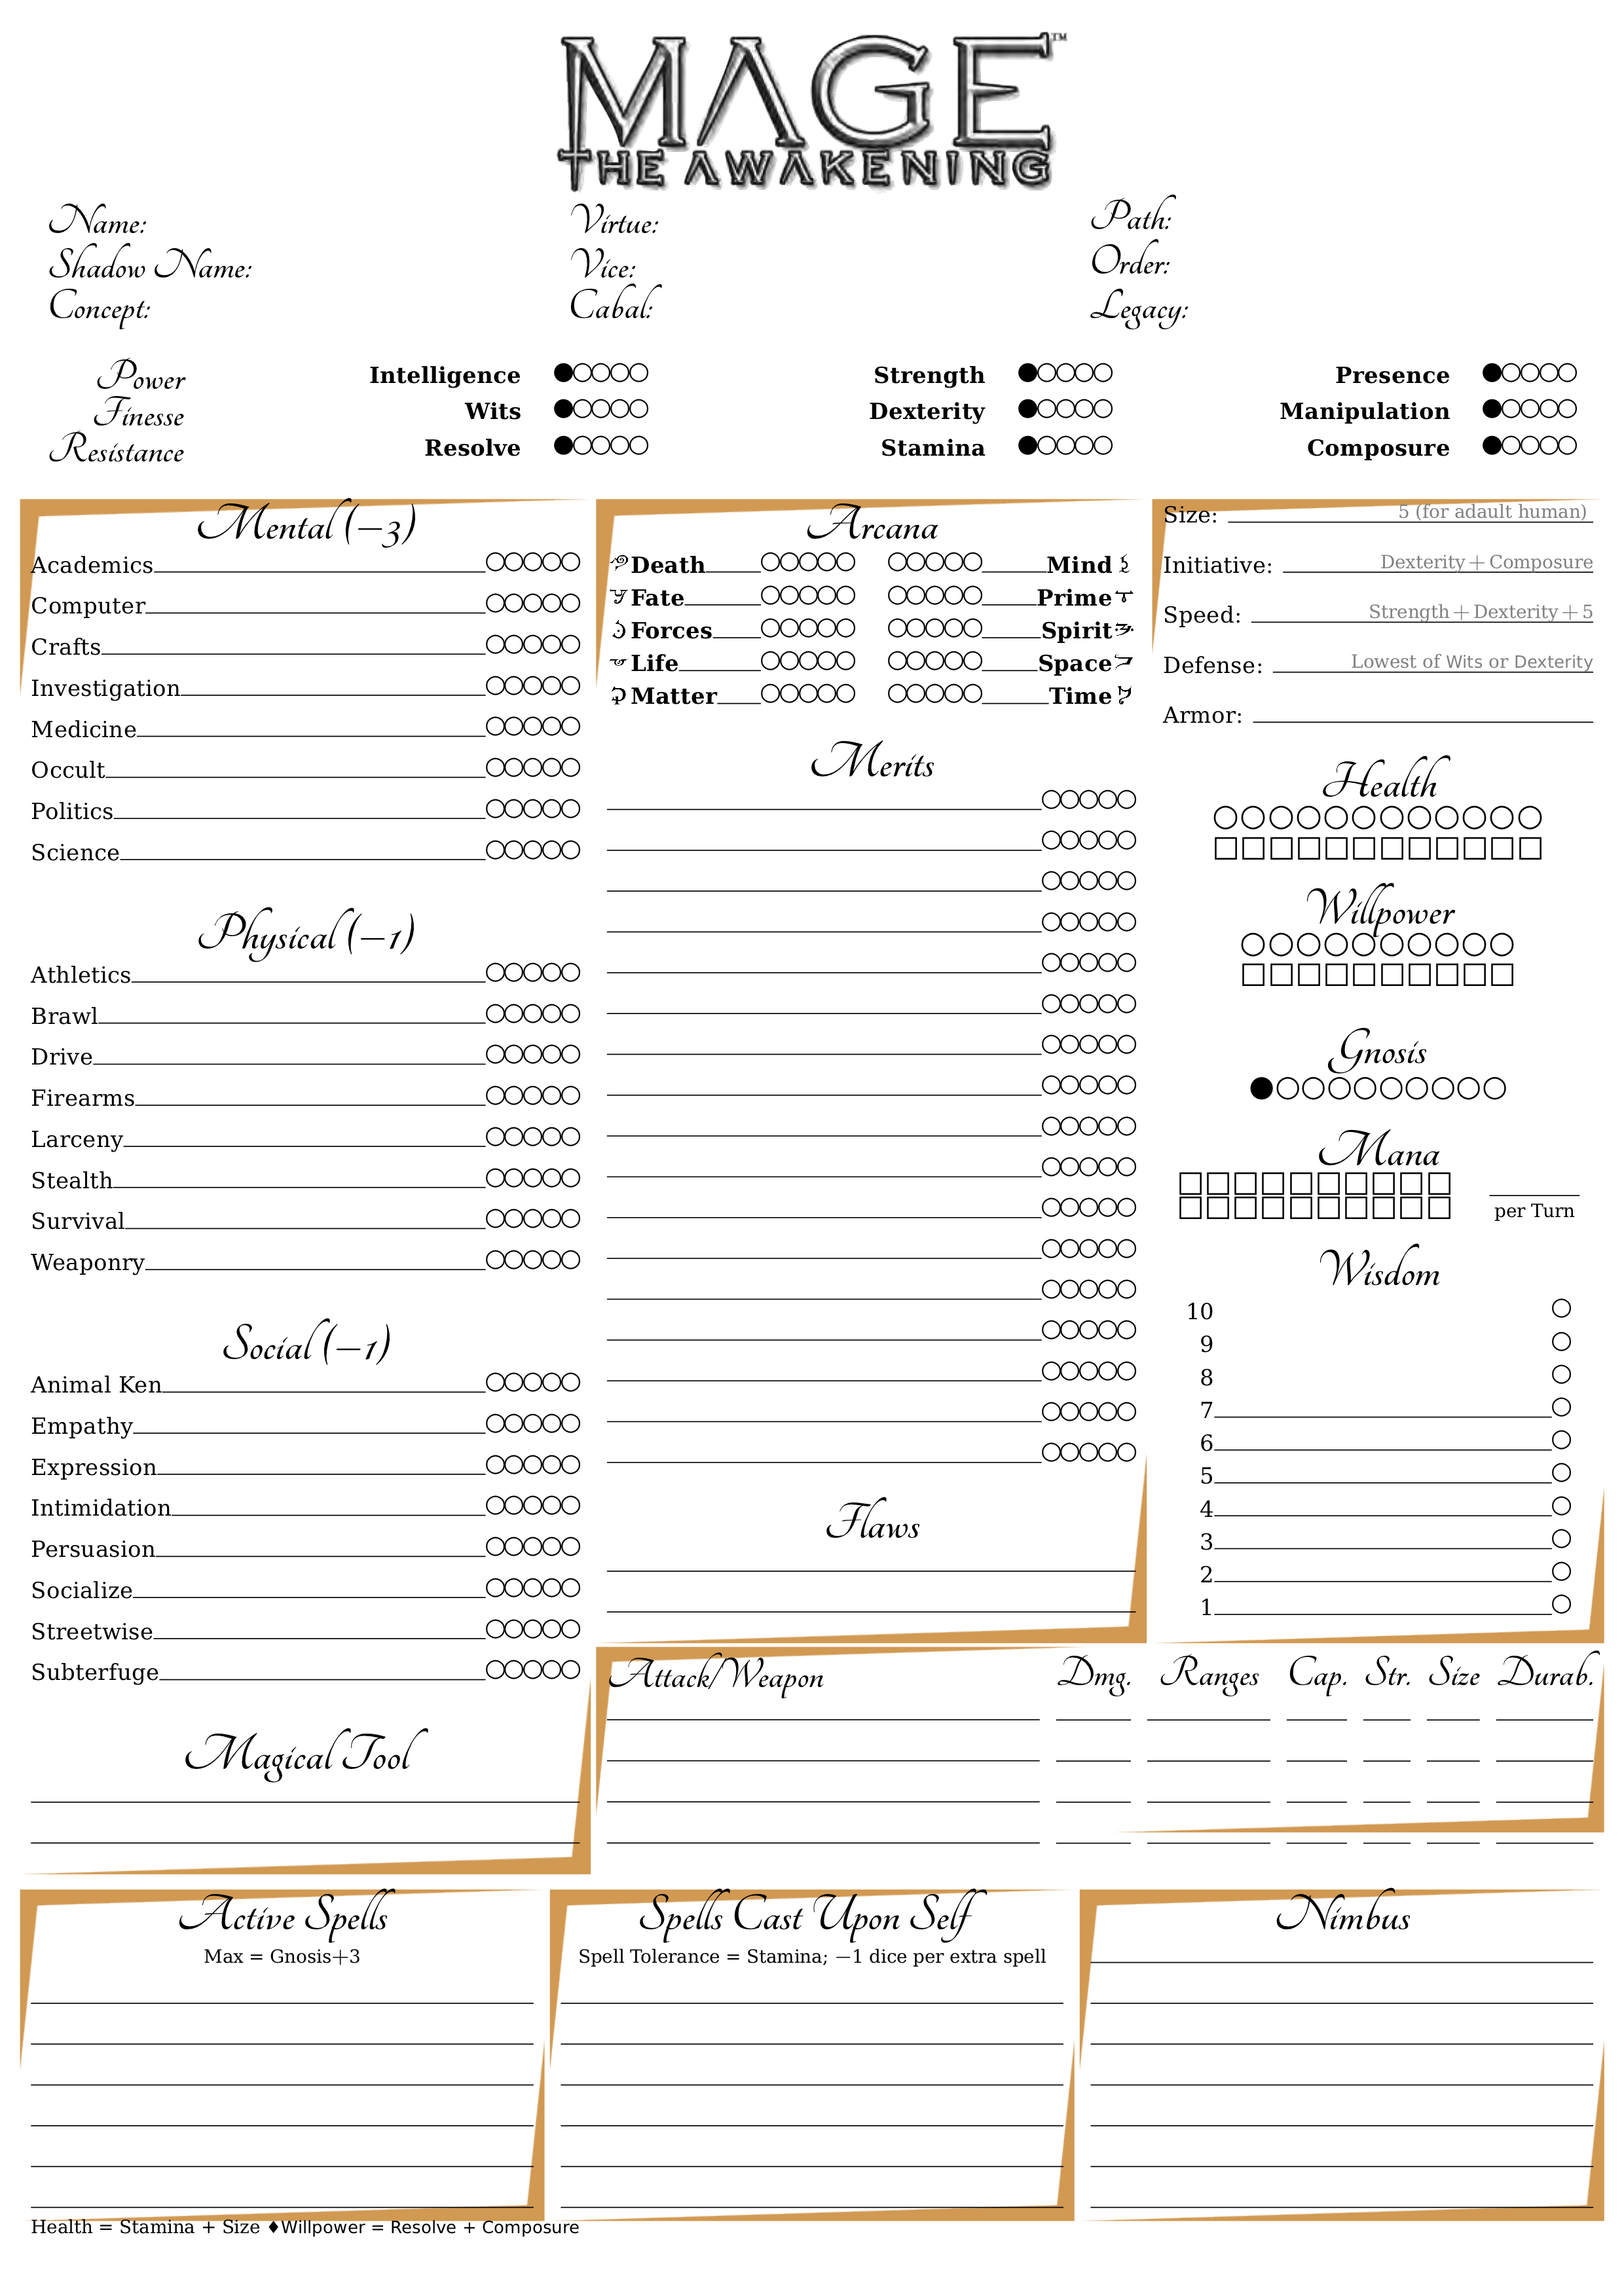 MAGE™
THE AWAKENING
Name:
Shadow Name:
Concept:
Virtue:
Vice:
Cabal:
Path:
Order:
Legacy:
Power
Finesse
Resistance
Intelligence
Wits
Resolve
Strength
Dexterity
Stamina
Presence
Manipulation
Composure
Mental (−3)
Academics
Computer
Crafts
Investigation
Medicine
Occult
Politics
Science
Physical (−1)
Athletics
Brawl
Drive
Firearms
Larceny
Stealth
Survival
Weaponry
Social (−1)
Animal Ken
Empathy
Expression
Intimidation
Persuasion
Socialize
Streetwise
Subterfuge
Magical Tool
Arcana
Death Mind
Fate Prime
Forces Spirit
Life Space
Matter Time
Merits
Flaws
Size: 5 (for adault human)
Initiative: Dexterity + Composure
Speed: Strength + Dexterity + 5
Defense: Lowest of Wits or Dexterity
Armor:
Health
Willpower
Gnosis
Mana
per Turn
Wisdom
10
9
8
7
6
5
4
3
2
1
Attack/Weapon Dmg. Ranges Cap. Str. Size Durab.
Active Spells
Max = Gnosis+3
Spells Cast Upon Self
Spell Tolerance = Stamina; −1 dice per extra spell
Nimbus
Health = Stamina + Size ♦Willpower = Resolve + Composure